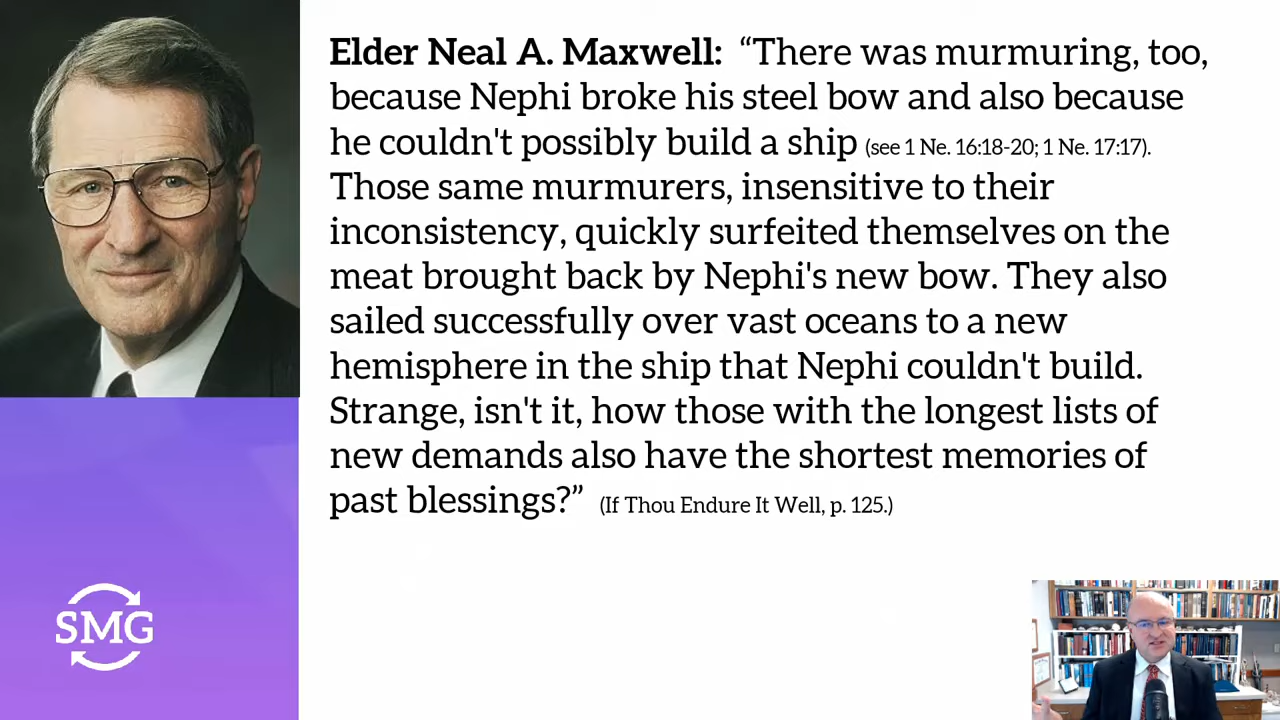 Elder Neal A. Maxwell: “There was murmuring, too,
because Nephi broke his steel bow and also because
he couldn't possibly build a ship (see 1 Ne. 16:18-20; 1 Ne. 17:17).
Those same murmurers, insensitive to their
inconsistency, quickly surfeited themselves on the
meat brought back by Nephi's new bow. They also
sailed successfully over vast oceans to a new
hemisphere in the ship that Nephi couldn't build.
Strange, isn't it, how those with the longest lists of
new demands also have the shortest memories of
past blessings?” (If Thou Endure It Well, p. 125.)
SMG